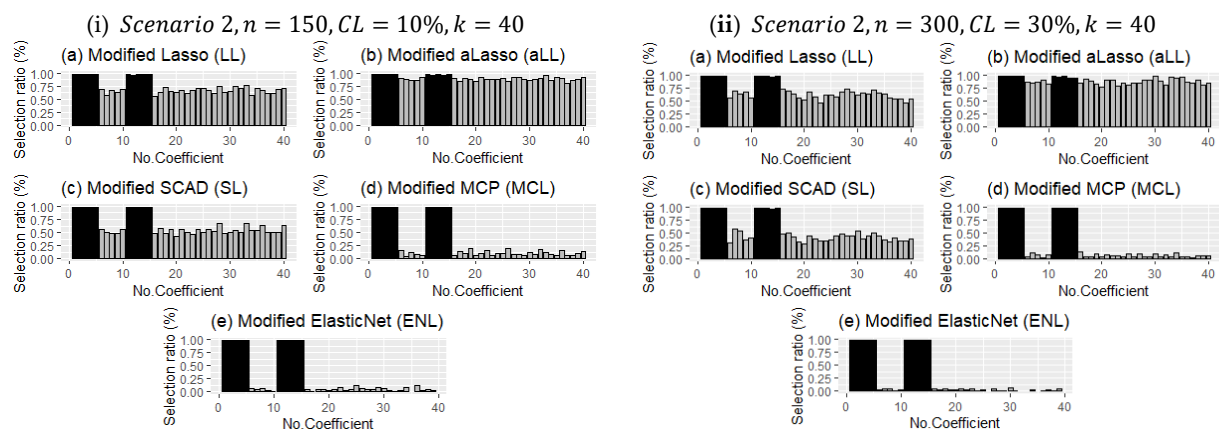 (i) Scenario 2, n = 150, CL = 10%, k = 40
(a) Modified Lasso (LL)
Selection ratio (%)
1.00
0.75
0.50
0.25
0.00
0 10 20 30 40
No.Coefficient
(b) Modified aLasso (aLL)
Selection ratio (%)
1.00
0.75
0.50
0.25
0.00
0 10 20 30 40
No.Coefficient
(c) Modified SCAD (SL)
Selection ratio (%)
1.00
0.75
0.50
0.25
0.00
0 10 20 30 40
No.Coefficient
(d) Modified MCP (MCL)
Selection ratio (%)
1.00
0.75
0.50
0.25
0.00
0 10 20 30 40
No.Coefficient
(e) Modified ElasticNet (ENL)
Selection ratio (%)
1.00
0.75
0.50
0.25
0.00
0 10 20 30 40
No.Coefficient
(ii) Scenario 2, n = 300, CL = 30%, k = 40
(a) Modified Lasso (LL)
Selection ratio (%)
1.00
0.75
0.50
0.25
0.00
0 10 20 30 40
No.Coefficient
(b) Modified aLasso (aLL)
Selection ratio (%)
1.00
0.75
0.50
0.25
0.00
0 10 20 30 40
No.Coefficient
(c) Modified SCAD (SL)
Selection ratio (%)
1.00
0.75
0.50
0.25
0.00
0 10 20 30 40
No.Coefficient
(d) Modified MCP (MCL)
Selection ratio (%)
1.00
0.75
0.50
0.25
0.00
0 10 20 30 40
No.Coefficient
(e) Modified ElasticNet (ENL)
Selection ratio (%)
1.00
0.75
0.50
0.25
0.00
0 10 20 30 40
No.Coefficient